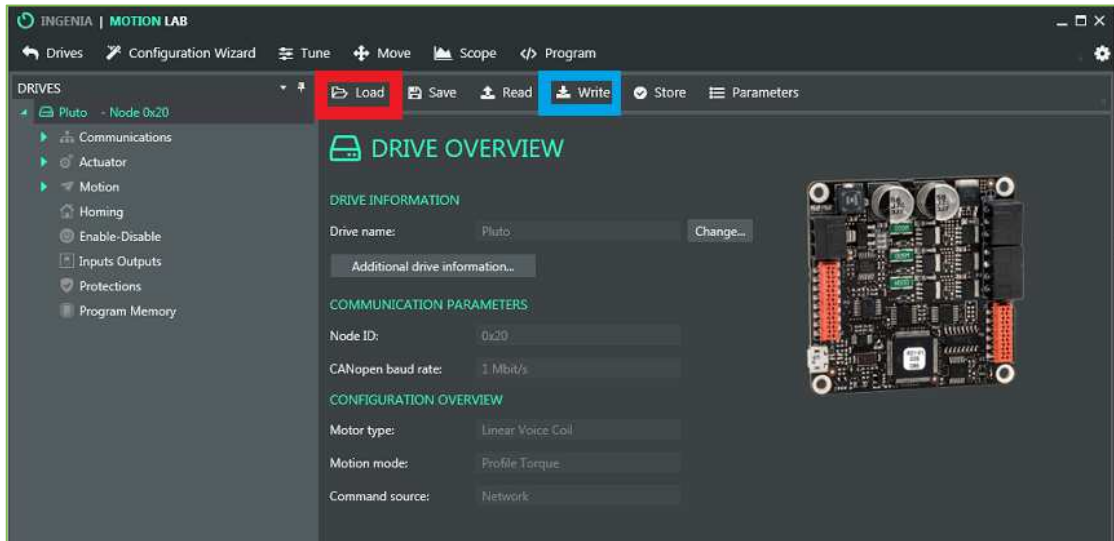 INGENIA | MOTION LAB
Drives Configuration Wizard Tune Move Scope </> Program
DRIVES
Load Save Read Write Store Parameters
Pluto - Node 0x20
Communications
Actuator
Motion
Homing
Enable-Disable
Inputs Outputs
Protections
Program Memory
DRIVE OVERVIEW
DRIVE INFORMATION
Drive name: Pluto Change...
Additional drive information...
COMMUNICATION PARAMETERS
Node ID: 0x20
CANopen baud rate: 1 Mbit/s
CONFIGURATION OVERVIEW
Motor type: Linear Voice Coil
Motion mode: Profile Torque
Command source: Network